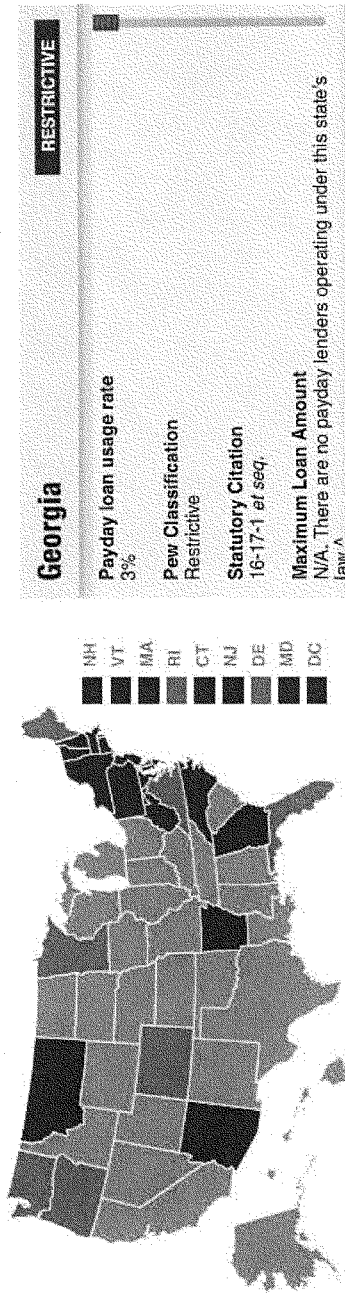 Georgia
RESTRICTIVE
Payday loan usage rate
3%
Pew Classification
Restrictive
Statutory Citation
16-17-1 et seq.
Maximum Loan Amount
N/A. There are no payday lenders operating under this state's
law.^
NH
VT
MA
RI
CT
NJ
DE
MD
DC